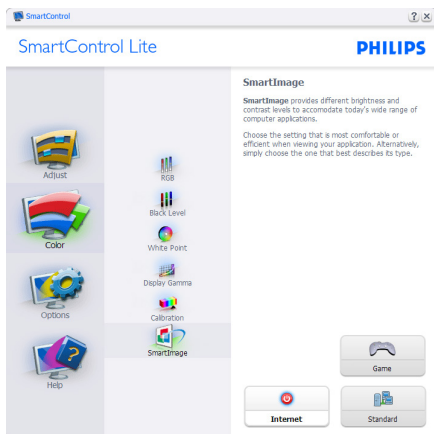 SmartControl
SmartControl Lite
PHILIPS
Adjust
Color
Options
Help
RGB
Black Level
White Point
Display Gamma
Calibration
SmartImage
SmartImage
SmartImage provides different brightness and
contrast levels to accomodate today's wide range of
computer applications.
Choose the setting that is most comfortable or
efficient when viewing your application. Alternatively,
simply choose the one that best describes its type.
Game
Internet
Standard